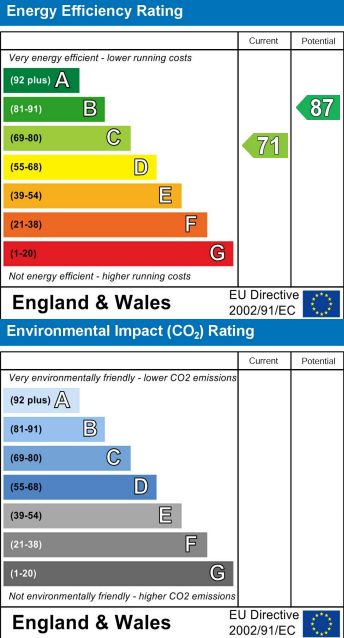 Energy Efficiency Rating
Current Potential
Very energy efficient - lower running costs
(92 plus) A
(81-91) B
87
(69-80) C
71
(55-68) D
(39-54) E
(21-38) F
(1-20) G
Not energy efficient - higher running costs
England & Wales
EU Directive
2002/91/EC
Environmental Impact (CO₂) Rating
Current Potential
Very environmentally friendly - lower CO2 emissions
(92 plus) A
(81-91) B
(69-80) C
(55-68) D
(39-54) E
(21-38) F
(1-20) G
Not environmentally friendly - higher CO2 emissions
England & Wales
EU Directive
2002/91/EC